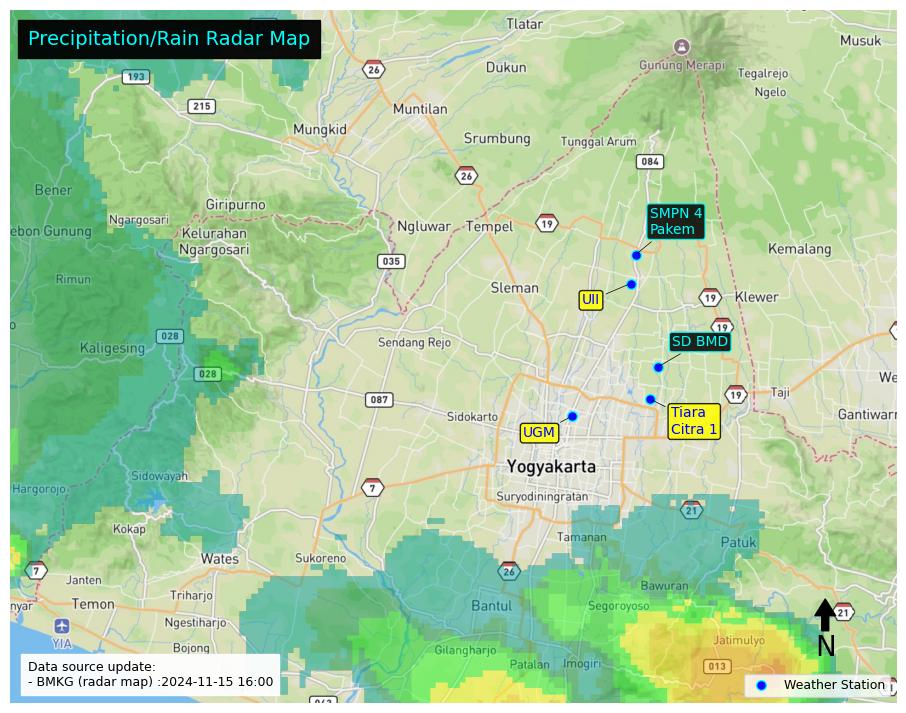 Precipitation/Rain Radar Map
Tlatar
Musuk
26
Dukun
Gunung Merapi
Tegalrejo
Ngelo
193
215
Muntilan
Mungkid
Srumbung
Tunggal Arum
084
26
Bener
Giripurno
Ngargosari
Kelurahan
Ngargosari
ebon Gunung
Ngluwar
Tempel
19
SMPN 4
Pakem
Kemalang
035
Rimun
Sleman
UII
19
Klewer
19
028
Kaligesing
Sendang Rejo
SD BMD
028
087
19
Taji
We
Sidokarto
Gantiwarn
Tiara
Citra 1
UGM
Yogyakarta
Sidowayah
Hargorojo
7
Suryodiningratan
21
Kokap
Tamanan
Patuk
Wates
Sukoreno
7
26
Janten
Bawuran
Triharjo
nyar
Temon
Bantul
Segoroyoso
21
Ngestiharjo
YIA
Bojong
Jatimulyo
N
Gilangharjo
Patalan
Imogiri
013
Data source update:
- BMKG (radar map) :2024-11-15 16:00
Weather Station